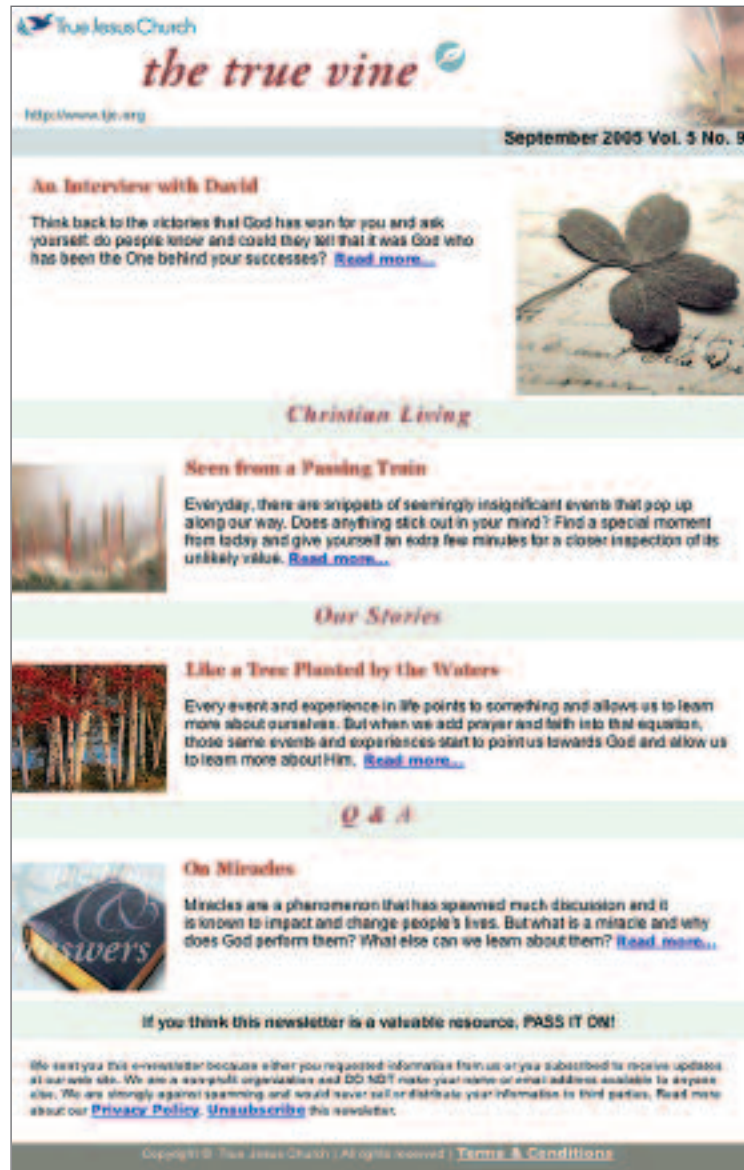 True Jesus Church
the true vine
http://www.tjc.org
September 2005 Vol. 5 No. 9
An Interview with David
Think back to the victories that God has won for you and ask
yourself: do people know and could they tell that it was God who
has been the One behind your successes? Read more...
Christian Living
Seen from a Passing Train
Everyday, there are snippets of seemingly insignificant events that pop up
along our way. Does anything stick out in your mind? Find a special moment
from today and give yourself an extra few minutes for a closer inspection of its
unlikely value. Read more...
Our Stories
Like a Tree Planted by the Waters
Every event and experience in life points to something and allows us to learn
more about ourselves. But when we add prayer and faith into that equation,
those same events and experiences start to point us towards God and allow us
to learn more about Him. Read more...
Q & A
On Miracles
Miracles are a phenomenon that has spawned much discussion and it
is known to impact and change people's lives. But what is a miracle and why
does God perform them? What else can we learn about them? Read more...
&
answers
If you think this newsletter is a valuable resource, PASS IT ON!
We sent you this e-newsletter because either you requested information from us or you subscribed to receive updates
at our web site. We are a non-profit organization and DO NOT make your name or email address available to anyone
else. We are strongly against spamming and would never sell or distribute your information to third parties. Read more
about our Privacy Policy. Unsubscribe this newsletter.
Copyright © True Jesus Church | All rights reserved | Terms & Conditions